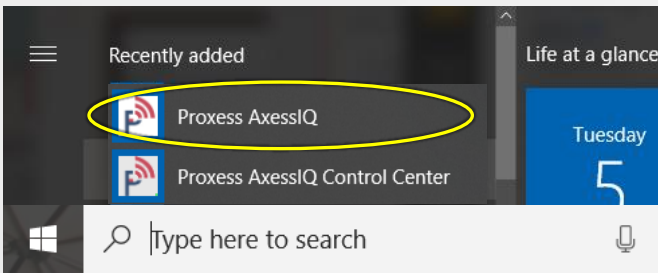 Recently added
Life at a glance
Proxess AxessIQ
Tuesday
Proxess AxessIQ Control Center
5
Type here to search